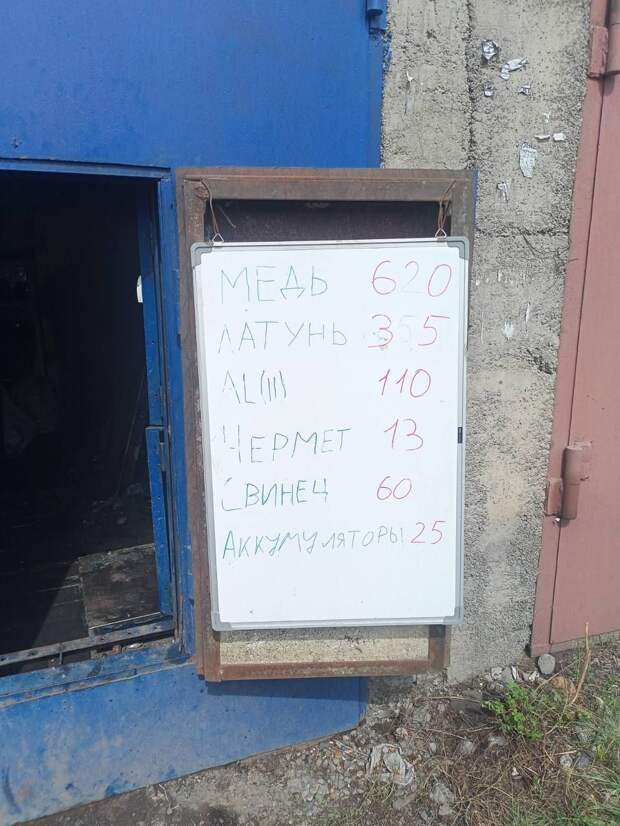 МЕДЬ 620
ЛАТУНЬ 355
AL(III) 110
ЧЕРМЕТ 13
СВИНЕЦ 60
АККУМУЛЯТОРЫ 25